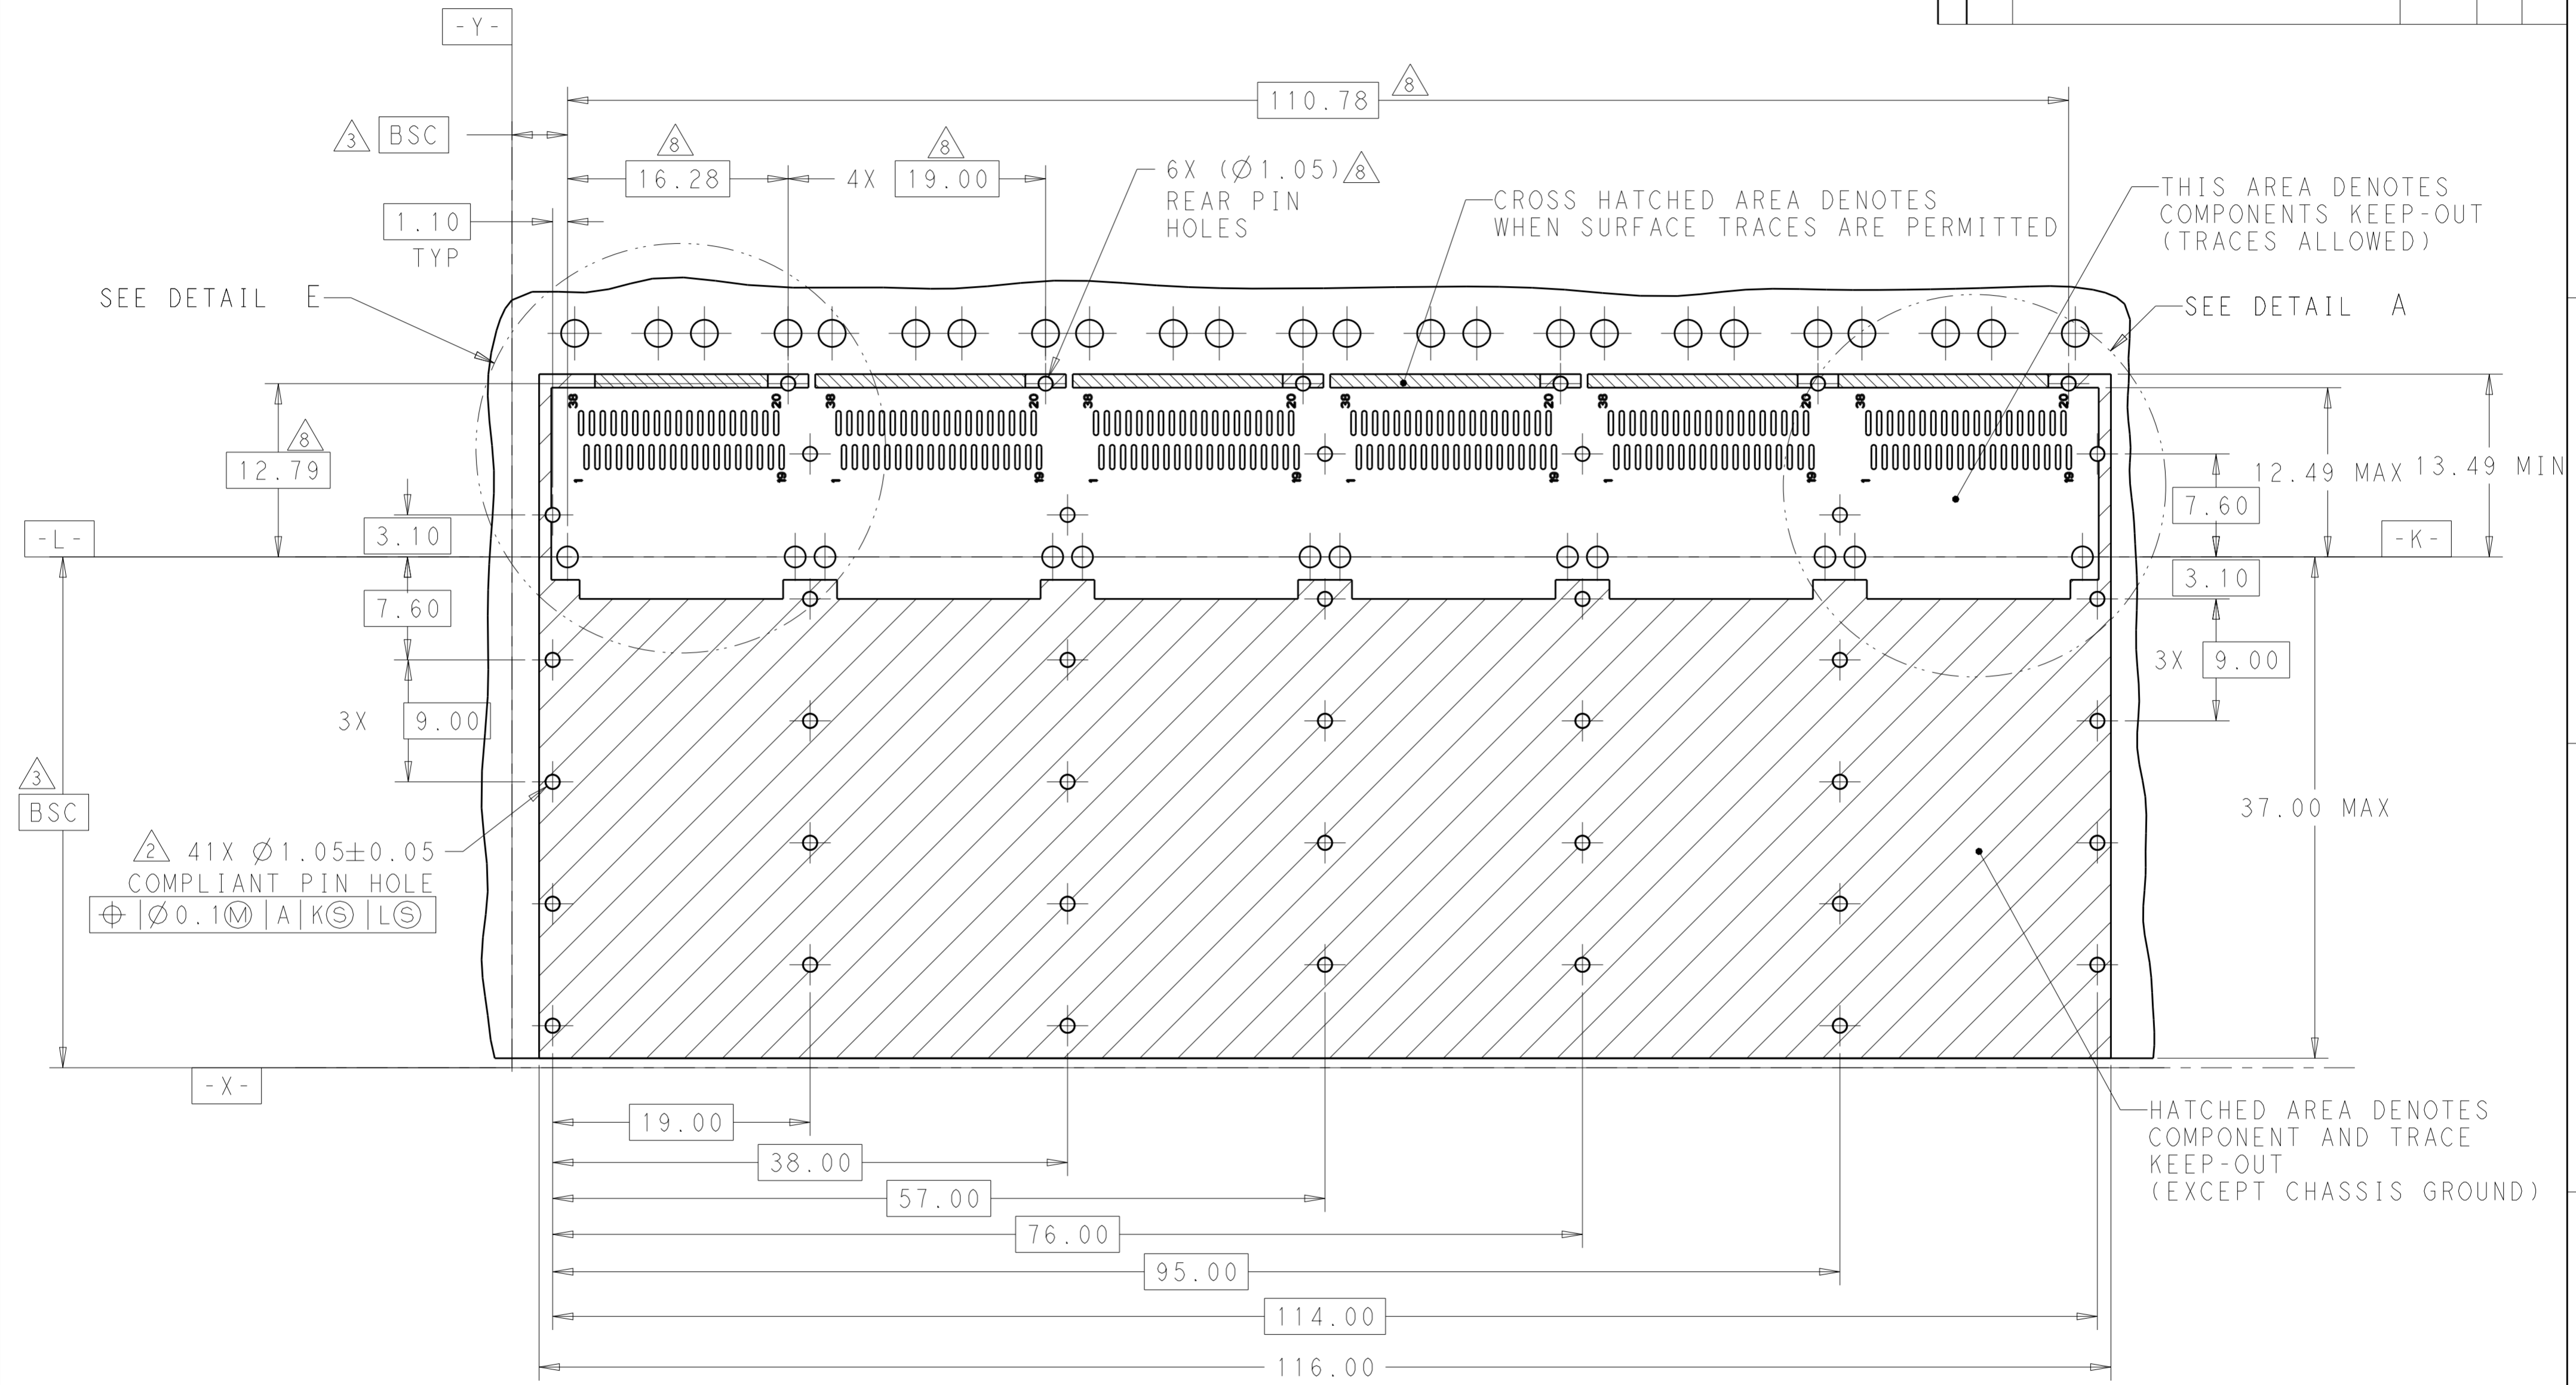 -Y-
110.78 8
3 BSC
8
16.28
4X
8
19.00
6X (Ø1.05) 8
REAR PIN
HOLES
CROSS HATCHED AREA DENOTES
WHEN SURFACE TRACES ARE PERMITTED
THIS AREA DENOTES
COMPONENTS KEEP-OUT
(TRACES ALLOWED)
1.10
TYP
SEE DETAIL E
SEE DETAIL A
38 20 38 20 38 20 38 20 38 20 38 20
1 19 1 19 1 19 1 19 1 19 1 19
8
12.79
12.49 MAX
13.49 MIN
7.60
-L-
3.10
-K-
3.10
7.60
3X 9.00
3X 9.00
3
BSC
37.00 MAX
2 41X Ø1.05±0.05
COMPLIANT PIN HOLE
⌖|Ø0.1Ⓜ|A|KⓈ|LⓈ
-X-
19.00
38.00
57.00
76.00
95.00
114.00
116.00
HATCHED AREA DENOTES
COMPONENT AND TRACE
KEEP-OUT
(EXCEPT CHASSIS GROUND)